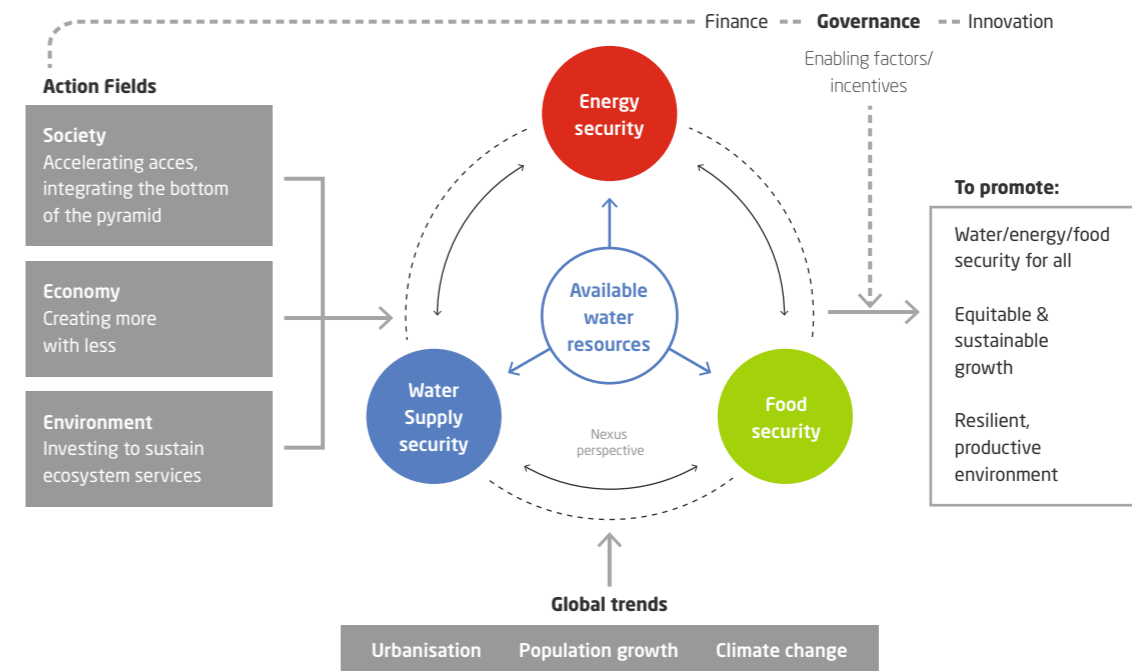 Finance Governance Innovation
Enabling factors/
incentives
Action Fields
Society
Accelerating acces,
integrating the bottom
of the pyramid
Economy
Creating more
with less
Environment
Investing to sustain
ecosystem services
Energy
security
Available
water
resources
Water
Supply
security
Food
security
Nexus
perspective
To promote:
Water/energy/food
security for all
Equitable &
sustainable
growth
Resilient,
productive
environment
Global trends
Urbanisation Population growth Climate change